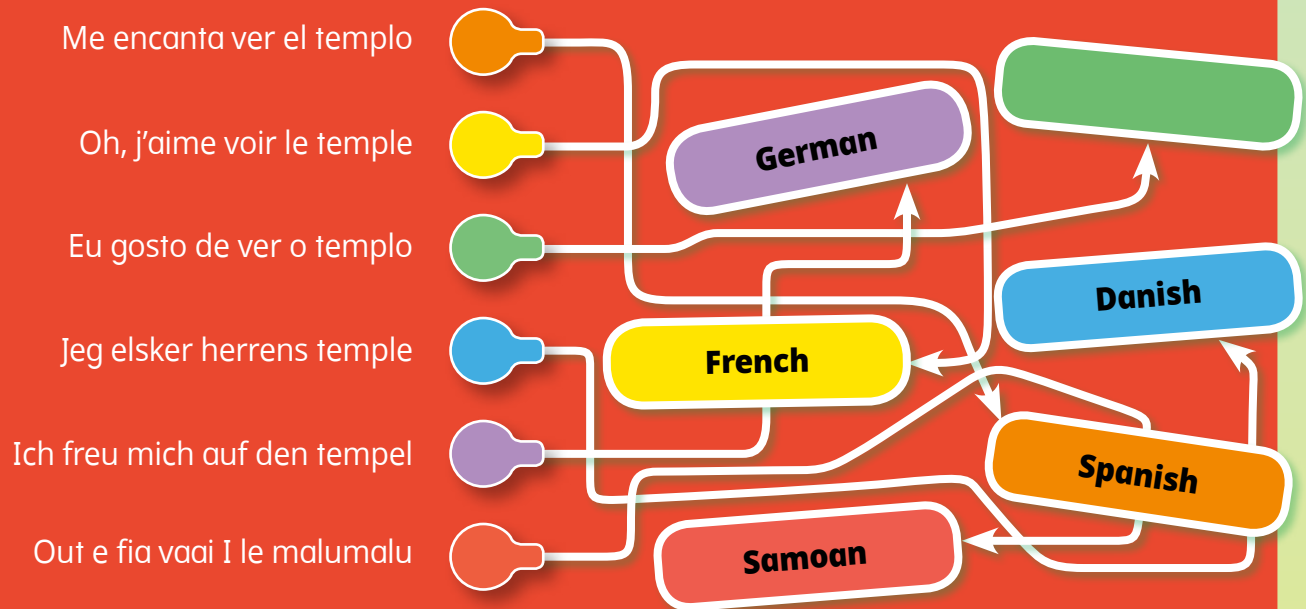 Me encanta ver el templo
Oh, j’aime voir le temple
German
Eu gosto de ver o templo
Danish
Jeg elsker herrens temple
French
Ich freu mich auf den tempel
Spanish
Out e fia vaai I le malumalu
Samoan